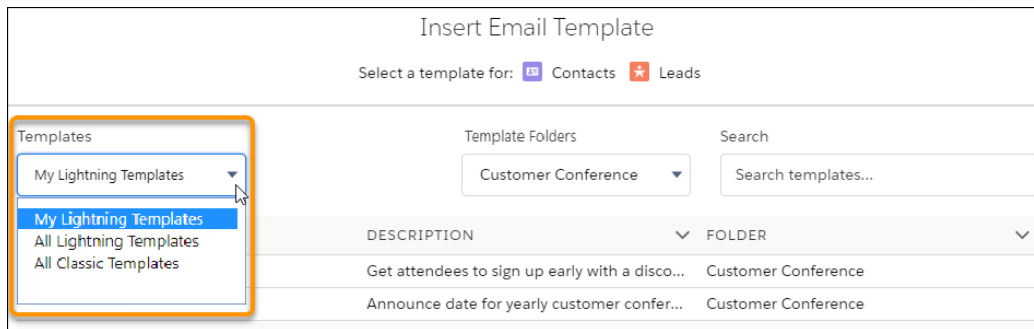 Insert Email Template
Select a template for: Contacts Leads
Templates
Template Folders
Search
My Lightning Templates
Customer Conference
Search templates...
My Lightning Templates
All Lightning Templates
All Classic Templates
DESCRIPTION
FOLDER
Get attendees to sign up early with a disco...
Customer Conference
Announce date for yearly customer confer...
Customer Conference